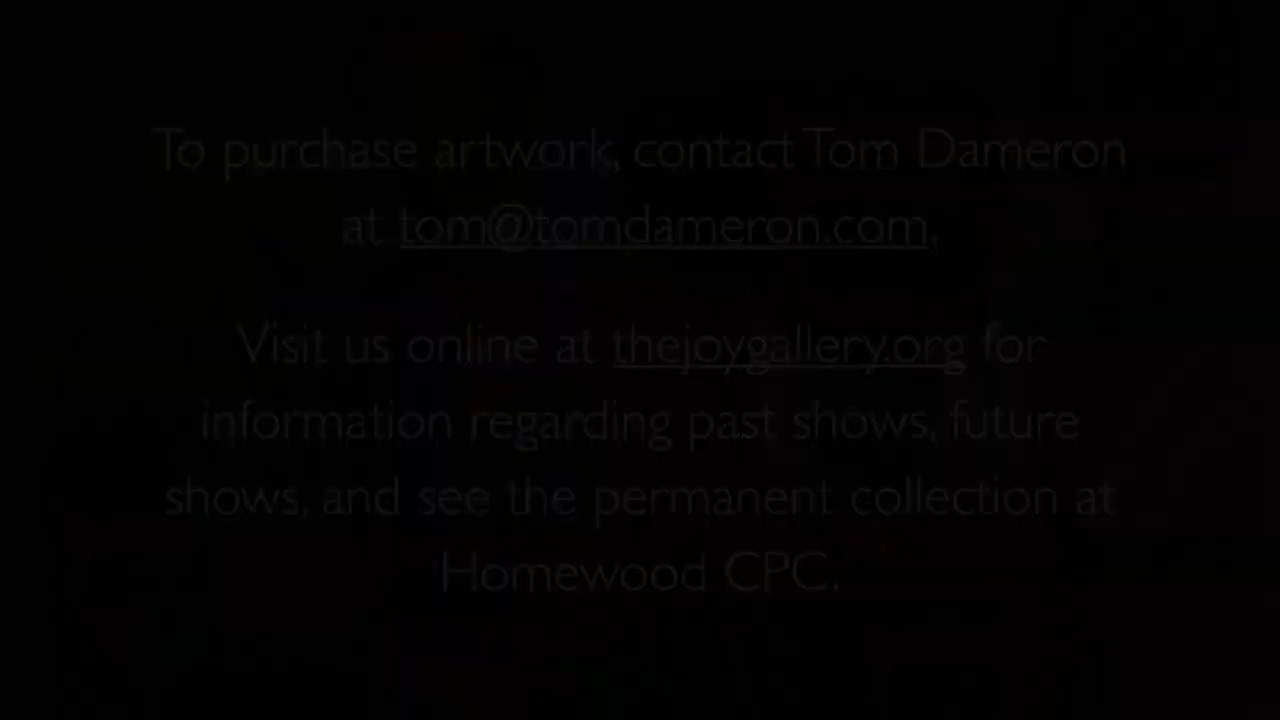 To purchase artwork, contact Tom Dameron
at tom@tomdameron.com.
Visit us online at thejoygallery.org for
information regarding past shows, future
shows, and see the permanent collection at
Homewood CPC.